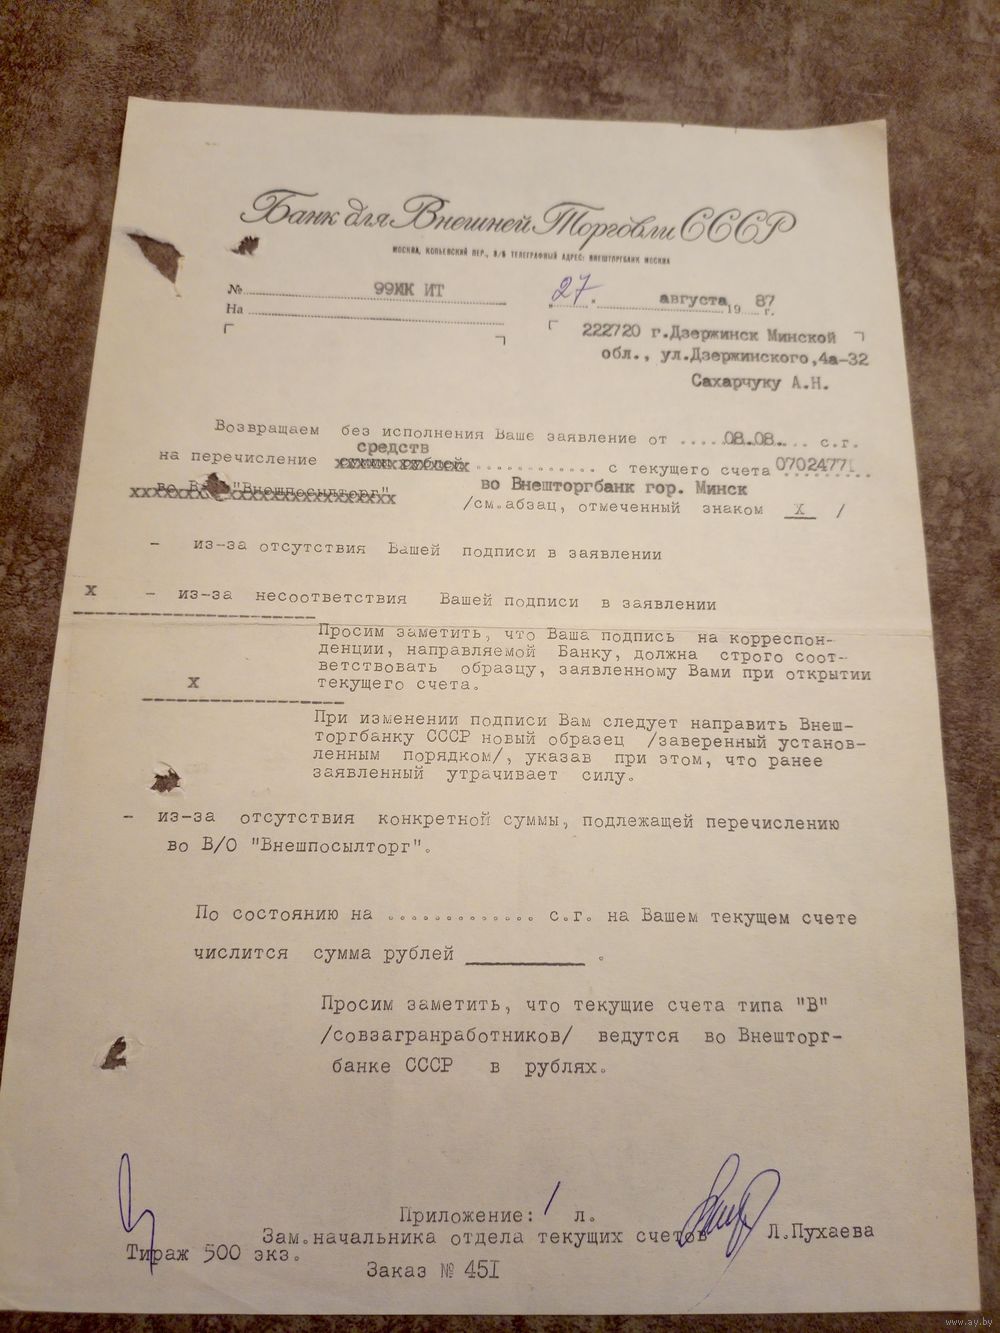 Банк для Внешней Торговли СССР
МОСКВА, КОПЬЕВСКИЙ ПЕР., 3/5 ТЕЛЕГРАФНЫЙ АДРЕС: ВНЕШТОРГБАНК МОСКВА
№ 99ИК ИТ
27 августа 19 87 г.
На
222720 г.Дзержинск Минской
обл., ул.Дзержинского,4а-32
Сахарчуку А.Н.
Возвращаем без исполнения Ваше заявление от ....08.08.... с.г.
средств
на перечисление ............. с текущего счета 07024771
во В/О "Внешпосылторг" во Внешторгбанк гор. Минск
/см.абзац, отмеченный знаком X /
- из-за отсутствия Вашей подписи в заявлении
X - из-за несоответствия Вашей подписи в заявлении
Просим заметить, что Ваша подпись на корреспон-
денции, направляемой Банку, должна строго соот-
ветствовать образцу, заявленному Вами при открытии
X текущего счета.
При изменении подписи Вам следует направить Внеш-
торгбанку СССР новый образец /заверенный установ-
ленным порядком/, указав при этом, что ранее
заявленный утрачивает силу.
- из-за отсутствия конкретной суммы, подлежащей перечислению
во В/О "Внешпосылторг".
По состоянию на ............. с.г. на Вашем текущем счете
числится сумма рублей ________ .
Просим заметить, что текущие счета типа "В"
/совзагранработников/ ведутся во Внешторг-
банке СССР в рублях.
Приложение: 1 л.
Зам.начальника отдела текущих счетов Л.Пухаева
Тираж 500 экз.
Заказ № 451
www.ay.by